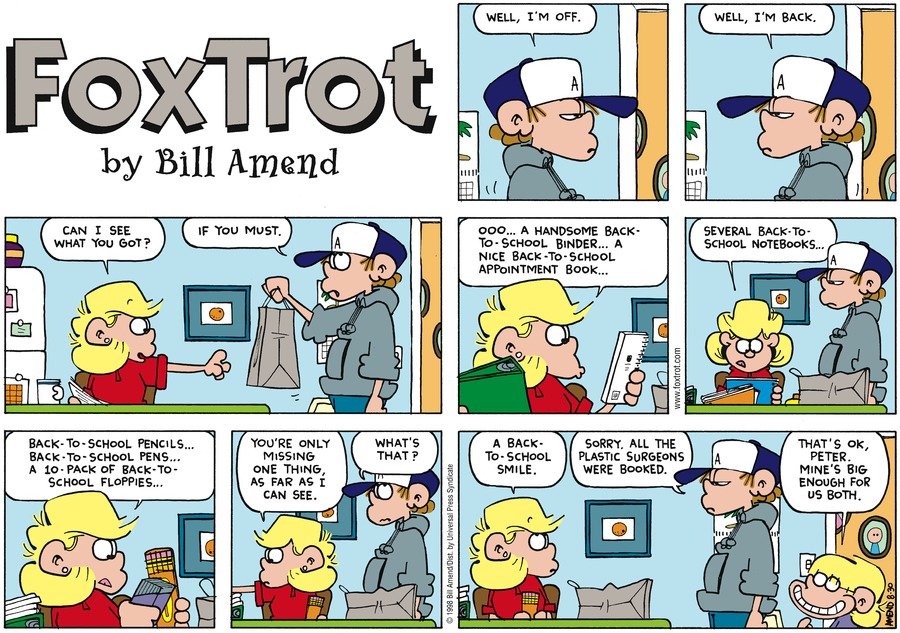 FoxTrot
by Bill Amend
WELL, I'M OFF.
A
WELL, I'M BACK.
A
CAN I SEE
WHAT YOU GOT?
IF YOU MUST.
A
OOO... A HANDSOME BACK-
TO-SCHOOL BINDER... A
NICE BACK-TO-SCHOOL
APPOINTMENT BOOK...
www.foxtrot.com
SEVERAL BACK-TO-
SCHOOL NOTEBOOKS...
A
BACK-TO-SCHOOL PENCILS...
BACK-TO-SCHOOL PENS...
A 10-PACK OF BACK-TO-
SCHOOL FLOPPIES...
YOU'RE ONLY
MISSING
ONE THING,
AS FAR AS I
CAN SEE.
WHAT'S
THAT?
A
© 1998 Bill Amend/Dist. by Universal Press Syndicate
A BACK-
TO-SCHOOL
SMILE.
SORRY. ALL THE
PLASTIC SURGEONS
WERE BOOKED.
A
THAT'S OK,
PETER.
MINE'S BIG
ENOUGH FOR
US BOTH.
AMEND 8-30